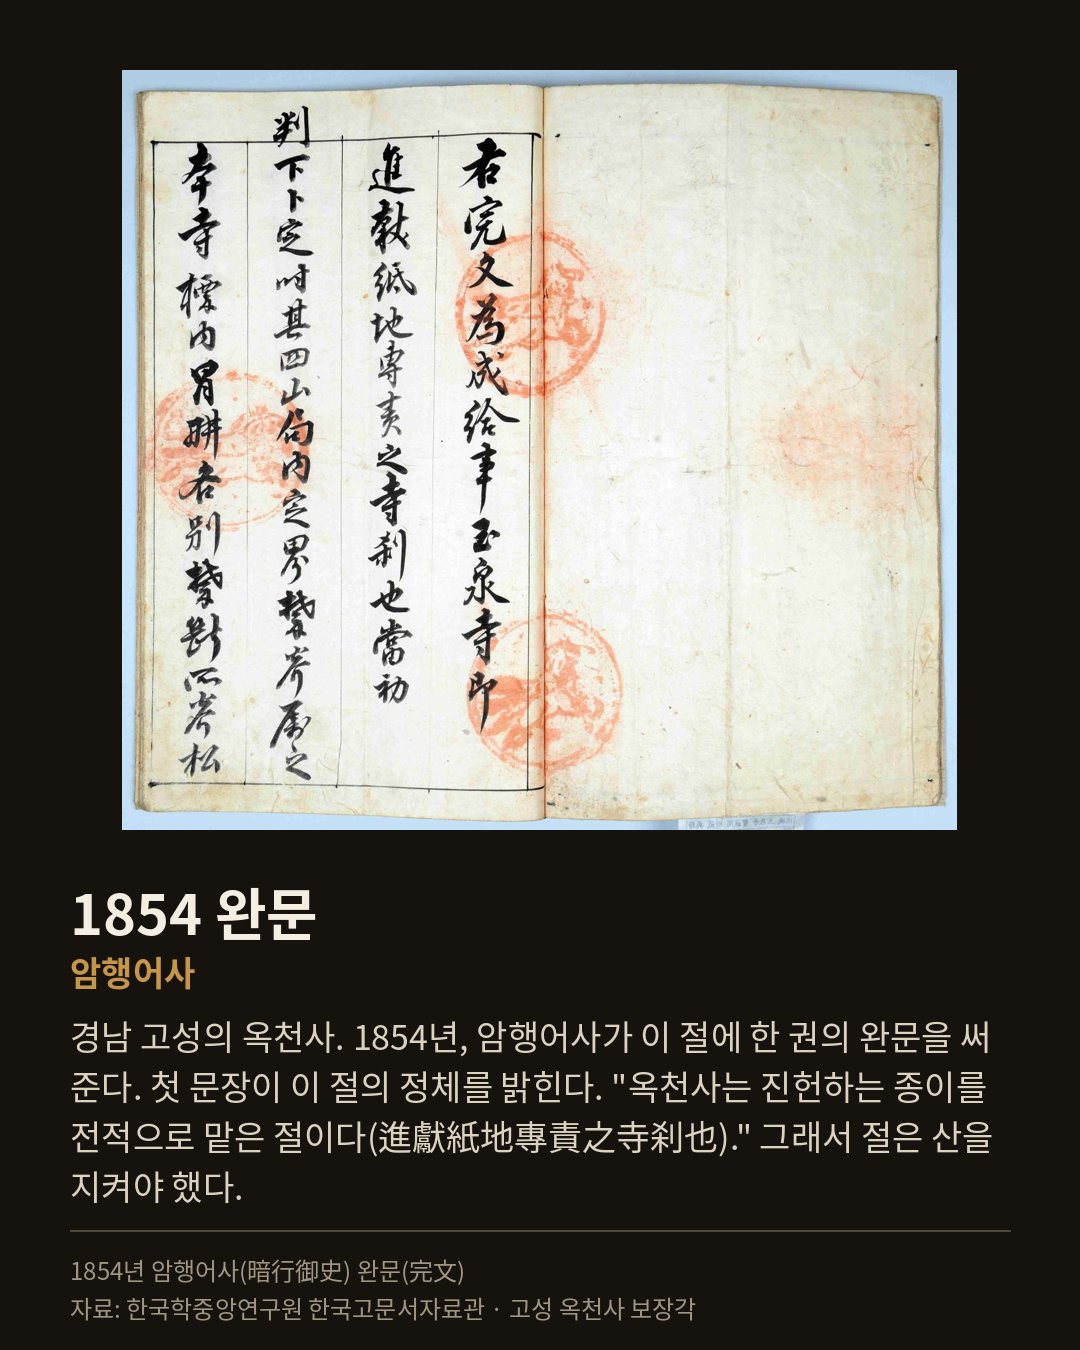 右完文為成給事玉泉寺即
進獻紙地專責之寺刹也當初
判下卜定時其四山局內定界禁養屬之
本寺標內冒耕者別禁斷所養松
1854 완문
암행어사
경남 고성의 옥천사. 1854년, 암행어사가 이 절에 한 권의 완문을 써
준다. 첫 문장이 이 절의 정체를 밝힌다. "옥천사는 진헌하는 종이를
전적으로 맡은 절이다(進獻紙地專責之寺刹也)." 그래서 절은 산을
지켜야 했다.
1854년 암행어사(暗行御史) 완문(完文)
자료: 한국학중앙연구원 한국고문서자료관 · 고성 옥천사 보장각